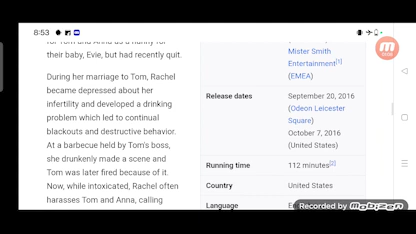 8:53
for Tom and Anna as a nanny for
their baby, Evie, but had recently quit.
During her marriage to Tom, Rachel
became depressed about her
infertility and developed a drinking
problem which led to continual
blackouts and destructive behavior.
At a barbecue held by Tom's boss,
she drunkenly made a scene and
Tom was later fired because of it.
Now, while intoxicated, Rachel often
harasses Tom and Anna, calling
Mister Smith
Entertainment[1]
(EMEA)
Release dates
September 20, 2016
(Odeon Leicester
Square)
October 7, 2016
(United States)
Running time
112 minutes[2]
Country
United States
Language
Recorded by Mobizen